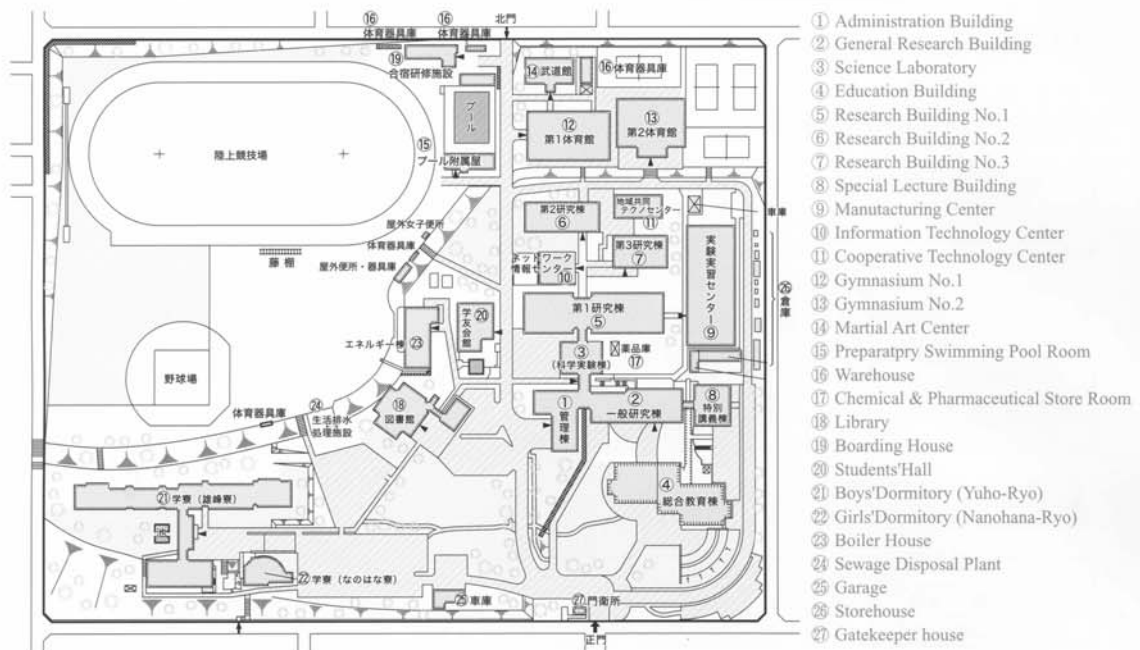 ⑯
体育器具庫
⑯
体育器具庫
北門
⑲
合宿研修施設
⑭ 武道館
⑯ 体育器具庫
プール
⑫
第1体育館
⑬
第2体育館
陸上競技場
⑮
プール附属屋
第2研究棟
⑥
地域共同
テクノセンター
⑪
車庫
屋外女子便所
体育器具庫
藤棚
屋外便所・器具庫
第3研究棟
⑦
ネットワーク
情報センター
⑩
実験実習センター
⑨
㉖
倉庫
第1研究棟
⑤
学友会館
⑳
エネルギー棟
㉓
③
(科学実験棟)
薬品庫
⑰
野球場
体育器具庫
㉔
生活排水
処理施設
⑱
図書館
①
管理棟
②
一般研究棟
⑧
特別
講義棟
④
総合教育棟
㉑学寮(雄峰寮)
㉒学寮(なのはな寮)
㉕車庫
㉗門衛所
正門
① Administration Building
② General Research Building
③ Science Laboratory
④ Education Building
⑤ Research Building No.1
⑥ Research Building No.2
⑦ Research Building No.3
⑧ Special Lecture Building
⑨ Manutacturing Center
⑩ Information Technology Center
⑪ Cooperative Technology Center
⑫ Gymnasium No.1
⑬ Gymnasium No.2
⑭ Martial Art Center
⑮ Preparatpry Swimming Pool Room
⑯ Warehouse
⑰ Chemical & Pharmaceutical Store Room
⑱ Library
⑲ Boarding House
⑳ Students'Hall
㉑ Boys'Dormitory (Yuho-Ryo)
㉒ Girls'Dormitory (Nanohana-Ryo)
㉓ Boiler House
㉔ Sewage Disposal Plant
㉕ Garage
㉖ Storehouse
㉗ Gatekeeper house